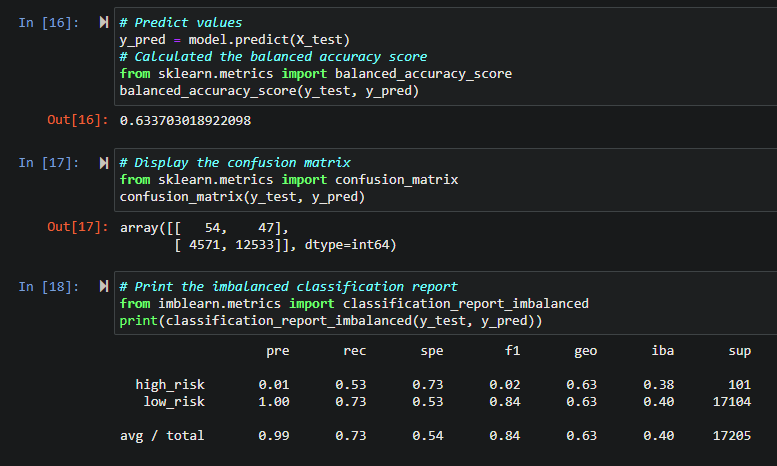 In [16]: # Predict values
y_pred = model.predict(X_test)
# Calculated the balanced accuracy score
from sklearn.metrics import balanced_accuracy_score
balanced_accuracy_score(y_test, y_pred)
Out[16]: 0.633703018922098
In [17]: # Display the confusion matrix
from sklearn.metrics import confusion_matrix
confusion_matrix(y_test, y_pred)
Out[17]: array([[   54,    47],
       [ 4571, 12533]], dtype=int64)
In [18]: # Print the imbalanced classification report
from imblearn.metrics import classification_report_imbalanced
print(classification_report_imbalanced(y_test, y_pred))
pre rec spe f1 geo iba sup
high_risk 0.01 0.53 0.73 0.02 0.63 0.38 101
low_risk 1.00 0.73 0.53 0.84 0.63 0.40 17104
avg / total 0.99 0.73 0.54 0.84 0.63 0.40 17205